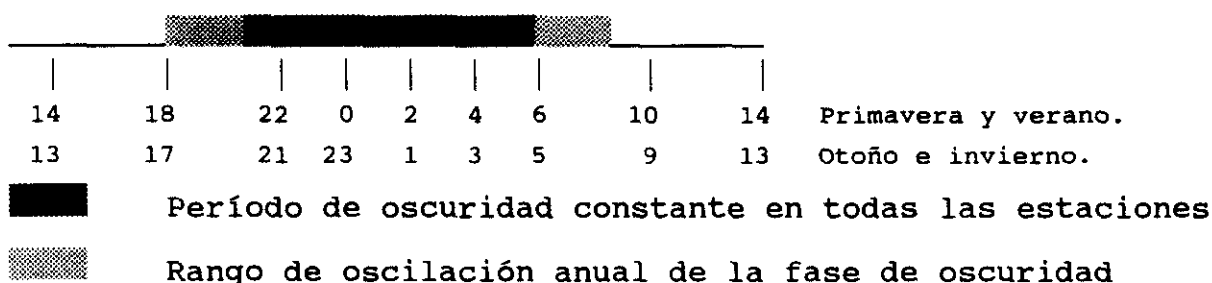 14 18 22 0 2 4 6 10 14 Primavera y verano.
13 17 21 23 1 3 5 9 13 Otoño e invierno.
Período de oscuridad constante en todas las estaciones
Rango de oscilación anual de la fase de oscuridad